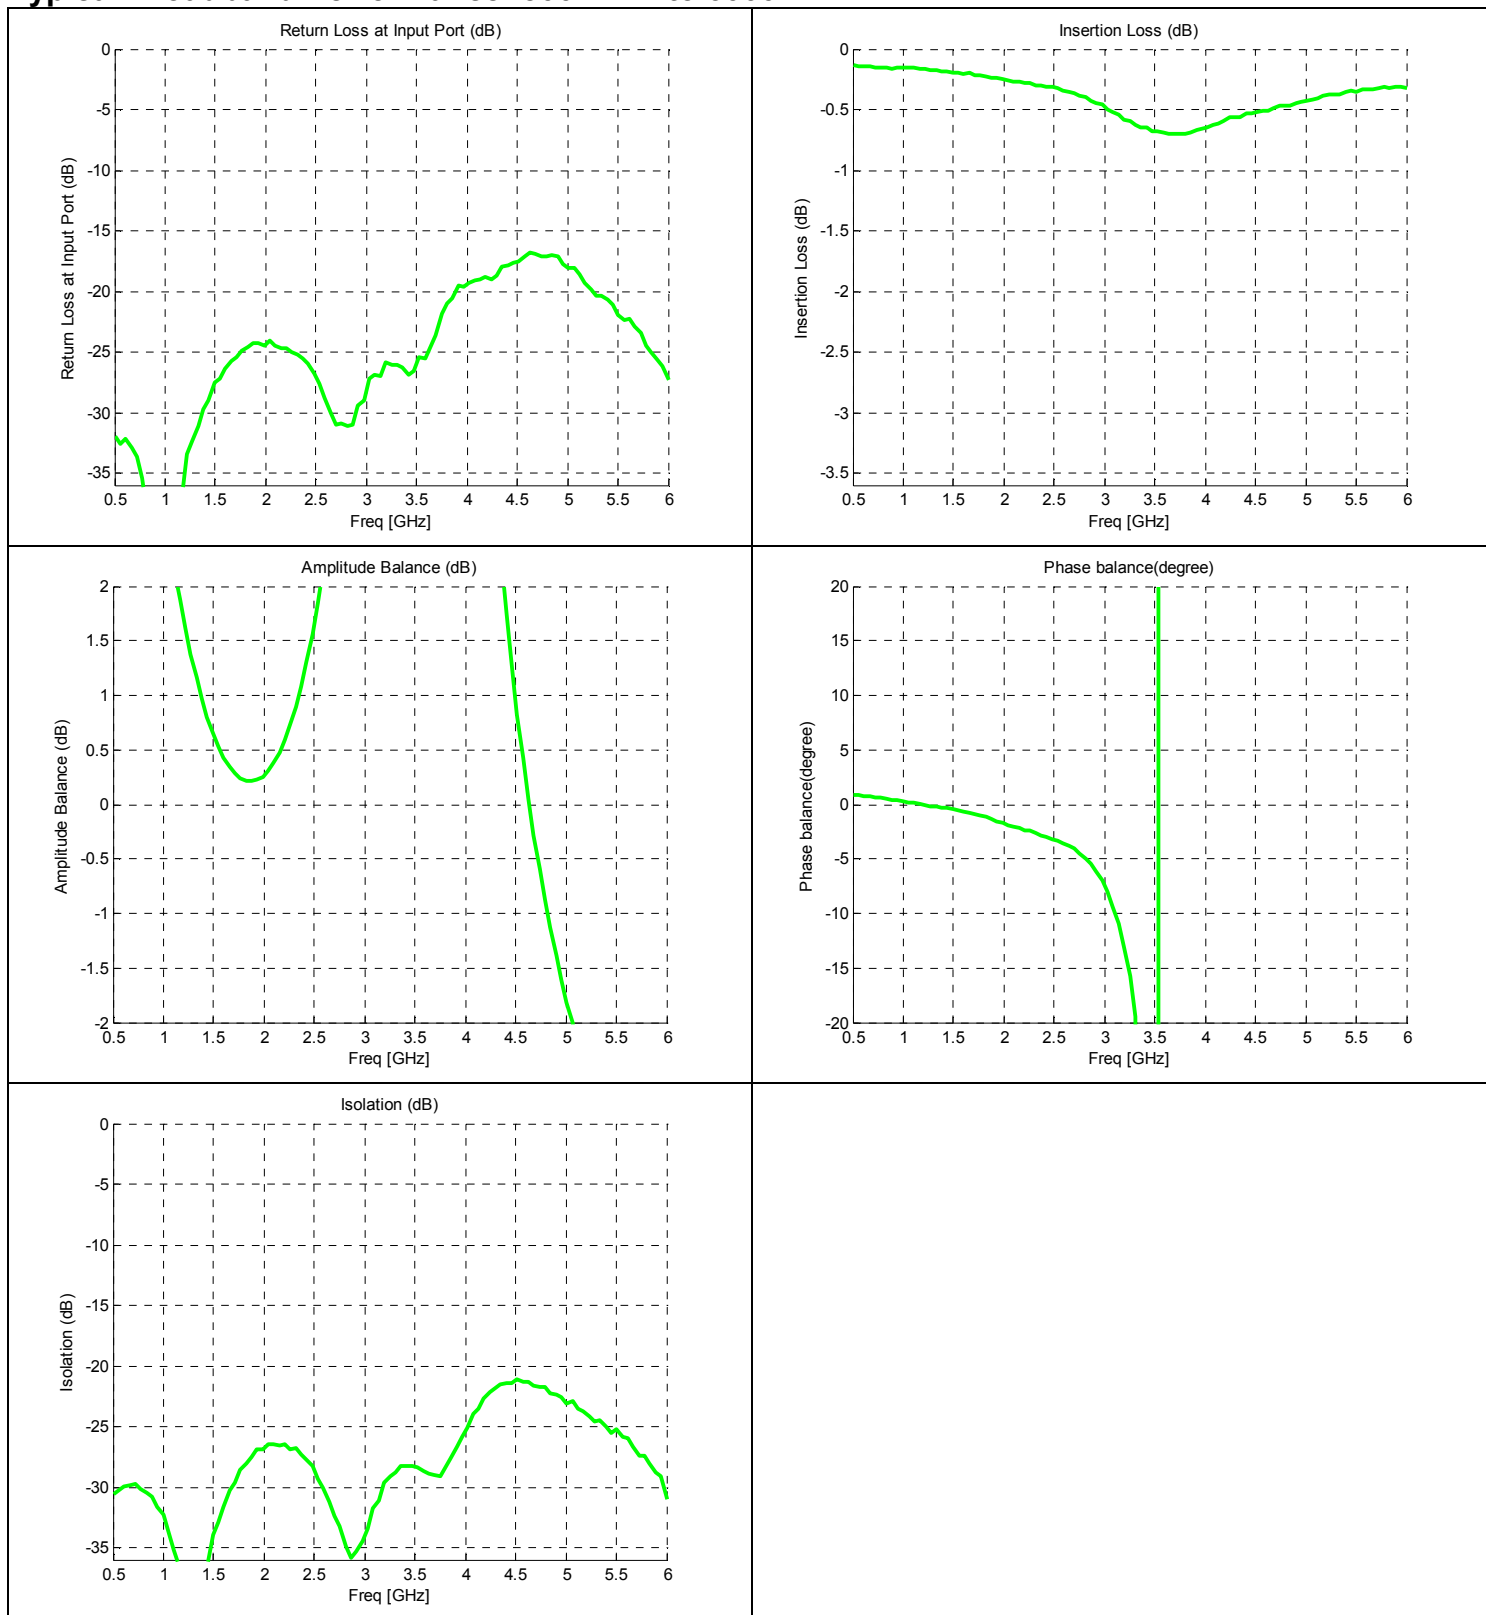 Return Loss at Input Port (dB)
0
-5
-10
-15
-20
-25
-30
-35
0.5 1 1.5 2 2.5 3 3.5 4 4.5 5 5.5 6
Freq [GHz]
Return Loss at Input Port (dB)
Insertion Loss (dB)
0
-0.5
-1
-1.5
-2
-2.5
-3
-3.5
0.5 1 1.5 2 2.5 3 3.5 4 4.5 5 5.5 6
Freq [GHz]
Insertion Loss (dB)
Amplitude Balance (dB)
2
1.5
1
0.5
0
-0.5
-1
-1.5
-2
0.5 1 1.5 2 2.5 3 3.5 4 4.5 5 5.5 6
Freq [GHz]
Amplitude Balance (dB)
Phase balance(degree)
20
15
10
5
0
-5
-10
-15
-20
0.5 1 1.5 2 2.5 3 3.5 4 4.5 5 5.5 6
Freq [GHz]
Phase balance(degree)
Isolation (dB)
0
-5
-10
-15
-20
-25
-30
-35
0.5 1 1.5 2 2.5 3 3.5 4 4.5 5 5.5 6
Freq [GHz]
Isolation (dB)